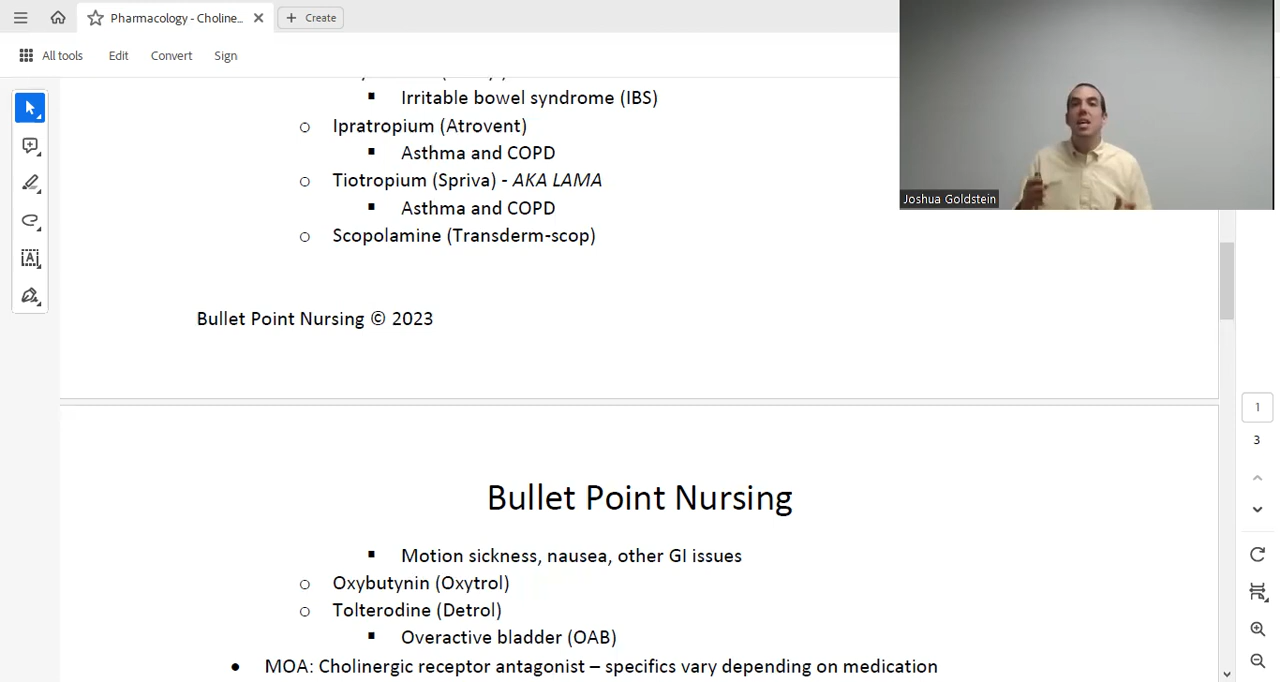 Pharmacology - Choline...
Create
All tools
Edit
Convert
Sign
Joshua Goldstein
▪ Irritable bowel syndrome (IBS)
o Ipratropium (Atrovent)
▪ Asthma and COPD
o Tiotropium (Spriva) - AKA LAMA
▪ Asthma and COPD
o Scopolamine (Transderm-scop)
Bullet Point Nursing © 2023
1
3
Bullet Point Nursing
▪ Motion sickness, nausea, other GI issues
o Oxybutynin (Oxytrol)
o Tolterodine (Detrol)
▪ Overactive bladder (OAB)
• MOA: Cholinergic receptor antagonist – specifics vary depending on medication